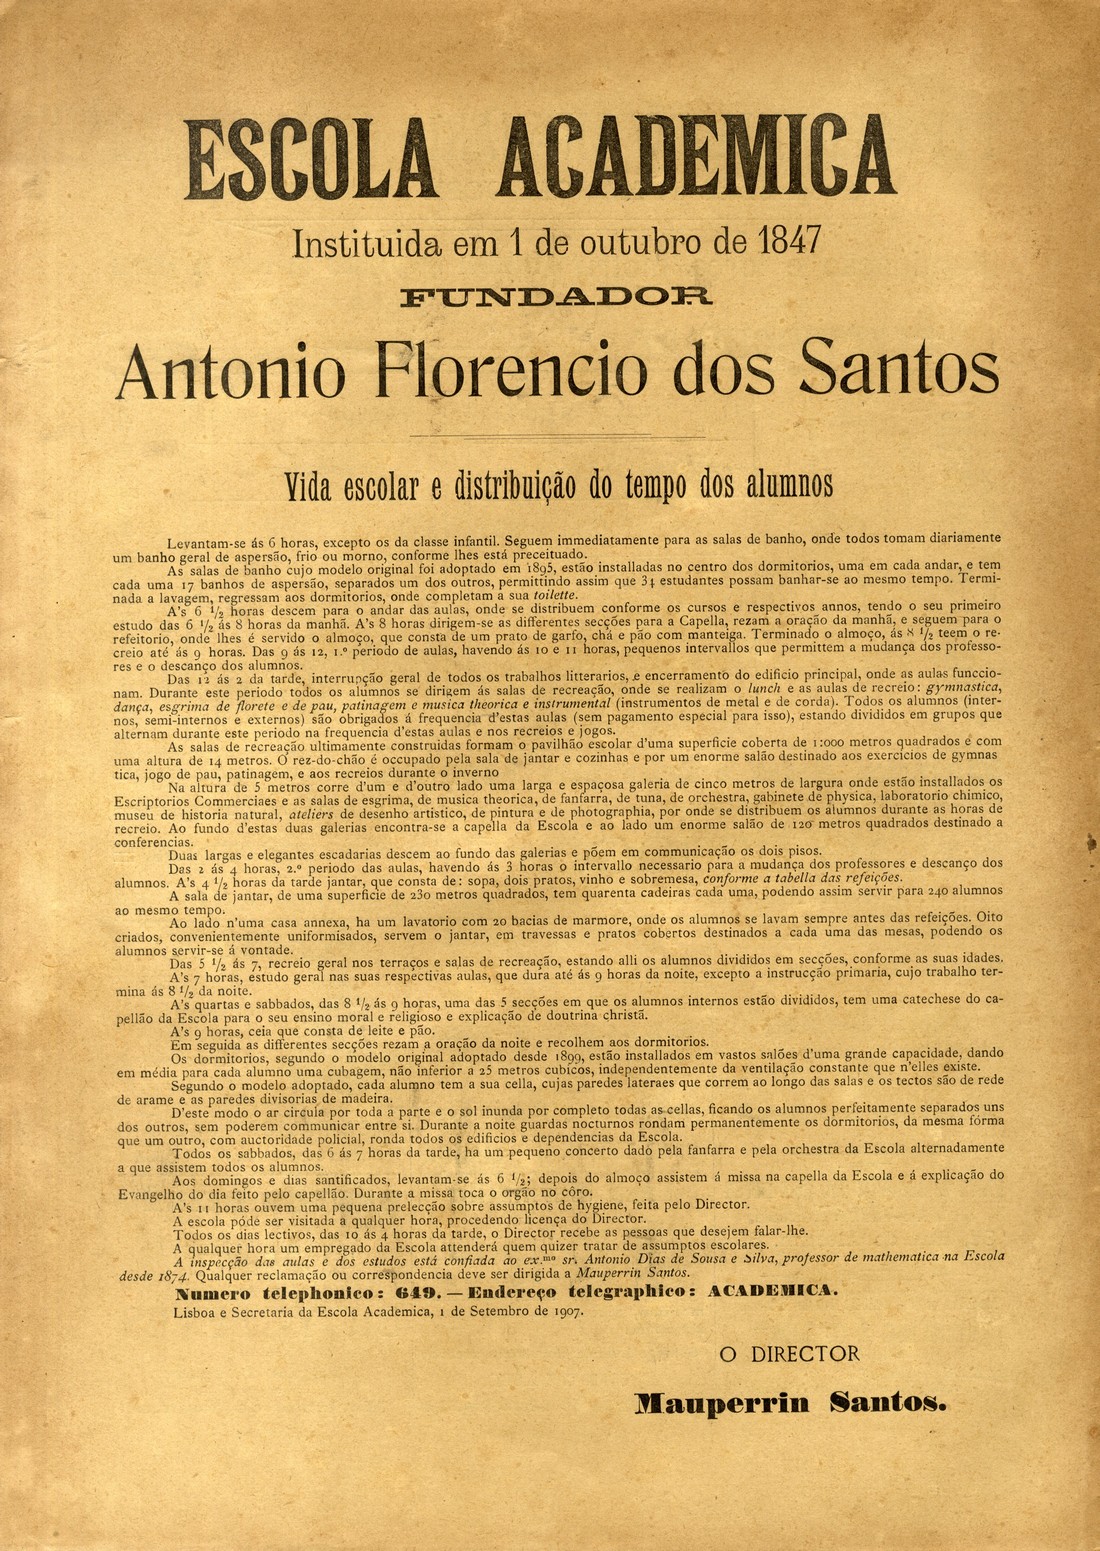 ESCOLA ACADEMICA
Instituida em 1 de outubro de 1847
FUNDADOR
Antonio Florencio dos Santos
Vida escolar e distribuição do tempo dos alumnos
Levantam-se ás 6 horas, excepto os da classe infantil. Seguem immediatamente para as salas de banho, onde todos tomam diariamente
um banho geral de aspersão, frio ou morno, conforme lhes está preceituado.
As salas de banho cujo modelo original foi adoptado em 1895, estão installadas no centro dos dormitorios, uma em cada andar, e tem
cada uma 17 banhos de aspersão, separados um dos outros, permittindo assim que 34 estudantes possam banhar-se ao mesmo tempo. Termi-
nada a lavagem, regressam aos dormitorios, onde completam a sua toilette.
A's 6 1/2 horas descem para o andar das aulas, onde se distribuem conforme os cursos e respectivos annos, tendo o seu primeiro
estudo das 6 1/2 ás 8 horas da manhã. A's 8 horas dirigem-se as differentes secções para a Capella, rezam a oração da manhã, e seguem para o
refeitorio, onde lhes é servido o almoço, que consta de um prato de garfo, chá e pão com manteiga. Terminado o almoço, ás 8 1/2 teem o re-
creio até ás 9 horas. Das 9 ás 12, 1.º periodo de aulas, havendo ás 10 e 11 horas, pequenos intervallos que permittem a mudança dos professo-
res e o descanço dos alumnos.
Das 12 ás 2 da tarde, interrupção geral de todos os trabalhos litterarios, e encerramento do edificio principal, onde as aulas funccio-
nam. Durante este periodo todos os alumnos se dirigem ás salas de recreação, onde se realizam o lunch e as aulas de recreio: gymnastica,
dança, esgrima de florete e de pau, patinagem e musica theorica e instrumental (instrumentos de metal e de corda). Todos os alumnos (inter-
nos, semi-internos e externos) são obrigados á frequencia d'estas aulas (sem pagamento especial para isso), estando divididos em grupos que
alternam durante este periodo na frequencia d'estas aulas e nos recreios e jogos.
As salas de recreação ultimamente construidas formam o pavilhão escolar d'uma superficie coberta de 1:000 metros quadrados e com
uma altura de 14 metros. O rez-do-chão é occupado pela sala de jantar e cozinhas e por um enorme salão destinado aos exercicios de gymnas
tica, jogo de pau, patinagem, e aos recreios durante o inverno
Na altura de 5 metros corre d'um e d'outro lado uma larga e espaçosa galeria de cinco metros de largura onde estão installados os
Escriptorios Commerciaes e as salas de esgrima, de musica theorica, de fanfarra, de tuna, de orchestra, gabinete de physica, laboratorio chimico,
museu de historia natural, ateliers de desenho artistico, de pintura e de photographia, por onde se distribuem os alumnos durante as horas de
recreio. Ao fundo d'estas duas galerias encontra-se a capella da Escola e ao lado um enorme salão de 120 metros quadrados destinado a
conferencias.
Duas largas e elegantes escadarias descem ao fundo das galerias e põem em communicação os dois pisos.
Das 2 ás 4 horas, 2.º periodo das aulas, havendo ás 3 horas o intervallo necessario para a mudança dos professores e descanço dos
alumnos. A's 4 1/2 horas da tarde jantar, que consta de: sopa, dois pratos, vinho e sobremesa, conforme a tabella das refeições.
A sala de jantar, de uma superficie de 230 metros quadrados, tem quarenta cadeiras cada uma, podendo assim servir para 240 alumnos
ao mesmo tempo.
Ao lado n'uma casa annexa, ha um lavatorio com 20 bacias de marmore, onde os alumnos se lavam sempre antes das refeições. Oito
criados, convenientemente uniformisados, servem o jantar, em travessas e pratos cobertos destinados a cada uma das mesas, podendo os
alumnos servir-se á vontade.
Das 5 1/2 ás 7, recreio geral nos terraços e salas de recreação, estando alli os alumnos divididos em secções, conforme as suas idades.
A's 7 horas, estudo geral nas suas respectivas aulas, que dura até ás 9 horas da noite, excepto a instrucção primaria, cujo trabalho ter-
mina ás 8 1/2 da noite.
A's quartas e sabbados, das 8 1/2 ás 9 horas, uma das 5 secções em que os alumnos internos estão divididos, tem uma catechese do ca-
pellão da Escola para o seu ensino moral e religioso e explicação de doutrina christã.
A's 9 horas, ceia que consta de leite e pão.
Em seguida as differentes secções rezam a oração da noite e recolhem aos dormitorios.
Os dormitorios, segundo o modelo original adoptado desde 1899, estão installados em vastos salões d'uma grande capacidade, dando
em média para cada alumno uma cubagem, não inferior a 25 metros cubicos, independentemente da ventilação constante que n'elles existe.
Segundo o modelo adoptado, cada alumno tem a sua cella, cujas paredes lateraes que correm ao longo das salas e os tectos são de rede
de arame e as paredes divisorias de madeira.
D'este modo o ar circula por toda a parte e o sol inunda por completo todas as cellas, ficando os alumnos perfeitamente separados uns
dos outros, sem poderem communicar entre si. Durante a noite guardas nocturnos rondam permanentemente os dormitorios, da mesma fórma
que um outro, com auctoridade policial, ronda todos os edificios e dependencias da Escola.
Todos os sabbados, das 6 ás 7 horas da tarde, ha um pequeno concerto dado pela fanfarra e pela orchestra da Escola alternadamente
a que assistem todos os alumnos.
Aos domingos e dias santificados, levantam-se ás 6 1/2; depois do almoço assistem á missa na capella da Escola e á explicação do
Evangelho do dia feito pelo capellão. Durante a missa toca o orgão no côro.
A's 11 horas ouvem uma pequena prelecção sobre assumptos de hygiene, feita pelo Director.
A escola póde ser visitada a qualquer hora, procedendo licença do Director.
Todos os dias lectivos, das 10 ás 4 horas da tarde, o Director recebe as pessoas que desejem falar-lhe.
A qualquer hora um empregado da Escola attenderá quem quizer tratar de assumptos escolares.
A inspecção das aulas e dos estudos está confiada ao ex.mo sr. Antonio Dias de Sousa e Silva, professor de mathematica na Escola
desde 1874. Qualquer reclamação ou correspondencia deve ser dirigida a Mauperrin Santos.
Numero telephonico: 649. — Endereço telegraphico: ACADEMICA.
Lisboa e Secretaria da Escola Academica, 1 de Setembro de 1907.
O DIRECTOR
Mauperrin Santos.